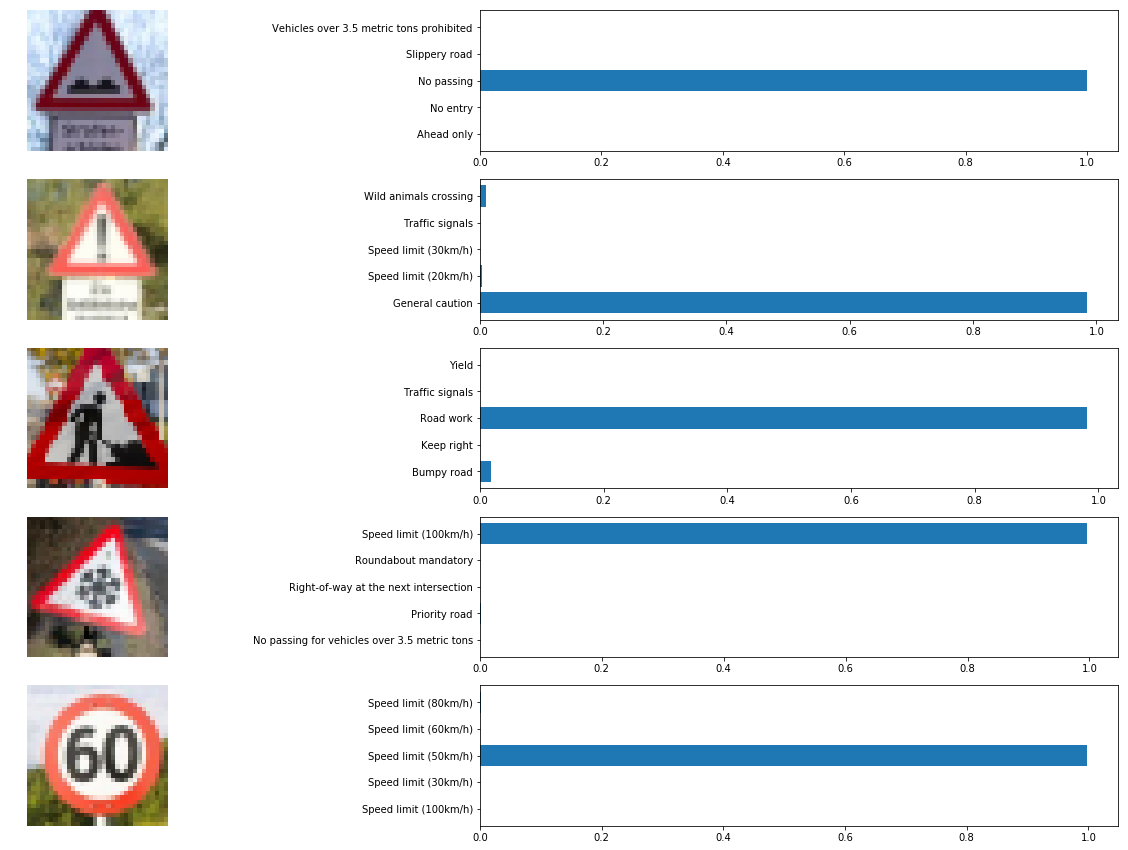 Vehicles over 3.5 metric tons prohibited
Slippery road
No passing
No entry
Ahead only
0.0 0.2 0.4 0.6 0.8 1.0
Wild animals crossing
Traffic signals
Speed limit (30km/h)
Speed limit (20km/h)
General caution
0.0 0.2 0.4 0.6 0.8 1.0
Yield
Traffic signals
Road work
Keep right
Bumpy road
0.0 0.2 0.4 0.6 0.8 1.0
Speed limit (100km/h)
Roundabout mandatory
Right-of-way at the next intersection
Priority road
No passing for vehicles over 3.5 metric tons
0.0 0.2 0.4 0.6 0.8 1.0
60
Speed limit (80km/h)
Speed limit (60km/h)
Speed limit (50km/h)
Speed limit (30km/h)
Speed limit (100km/h)
0.0 0.2 0.4 0.6 0.8 1.0